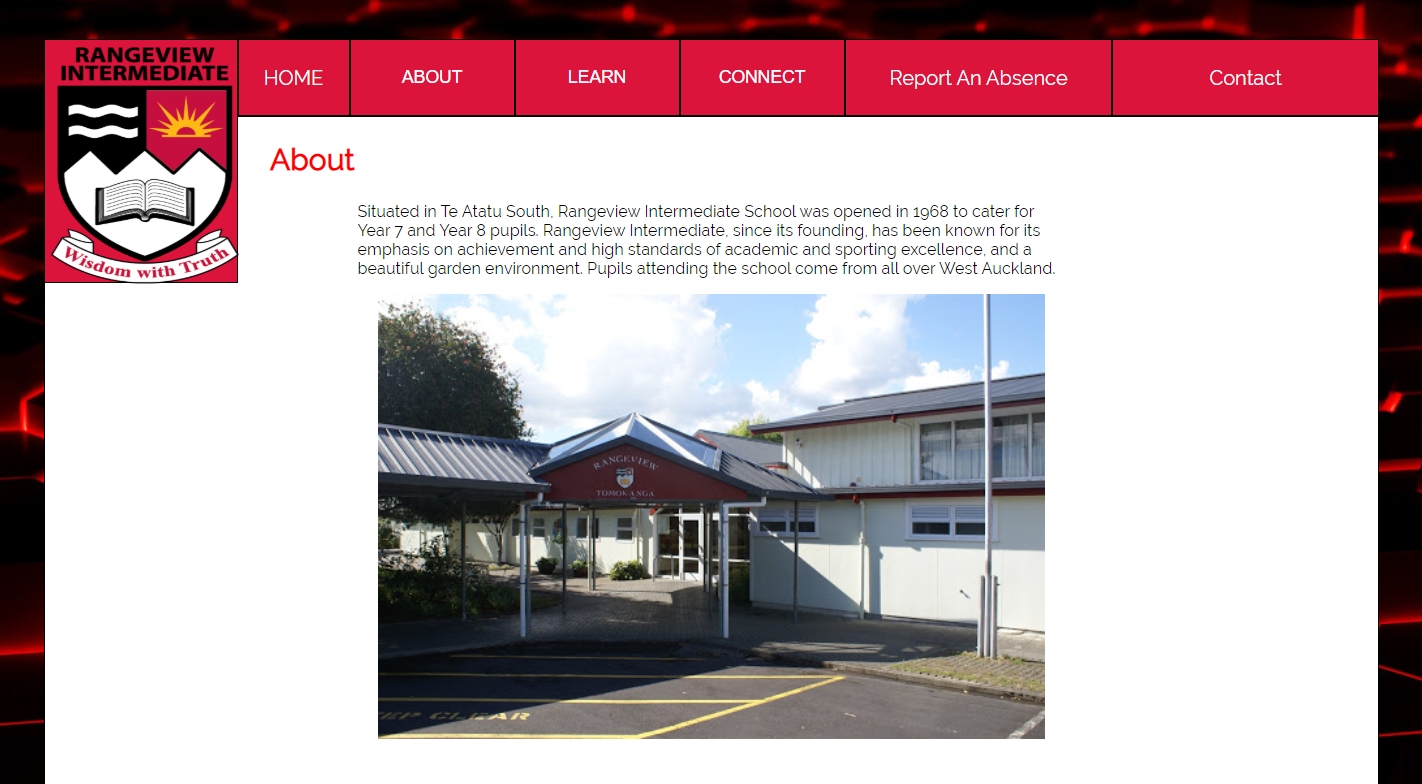 RANGEVIEW
INTERMEDIATE
Wisdom with Truth
HOME
ABOUT
LEARN
CONNECT
Report An Absence
Contact
About
Situated in Te Atatu South, Rangeview Intermediate School was opened in 1968 to cater for
Year 7 and Year 8 pupils. Rangeview Intermediate, since its founding, has been known for its
emphasis on achievement and high standards of academic and sporting excellence, and a
beautiful garden environment. Pupils attending the school come from all over West Auckland.
RANGEVIEW
TOMOKANGA
KEEP CLEAR